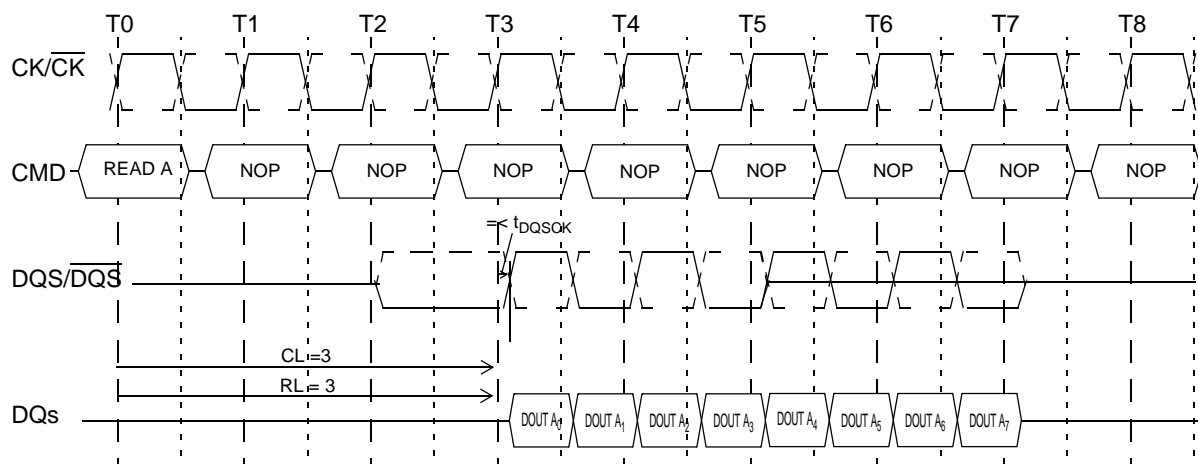 T0 T1 T2 T3 T4 T5 T6 T7 T8
CK/CK
CMD READ A NOP NOP NOP NOP NOP NOP NOP NOP
=< tDQSCK
DQS/DQS
CL =3
RL = 3
DQs DOUT A0 DOUT A1 DOUT A2 DOUT A3 DOUT A4 DOUT A5 DOUT A6 DOUT A7